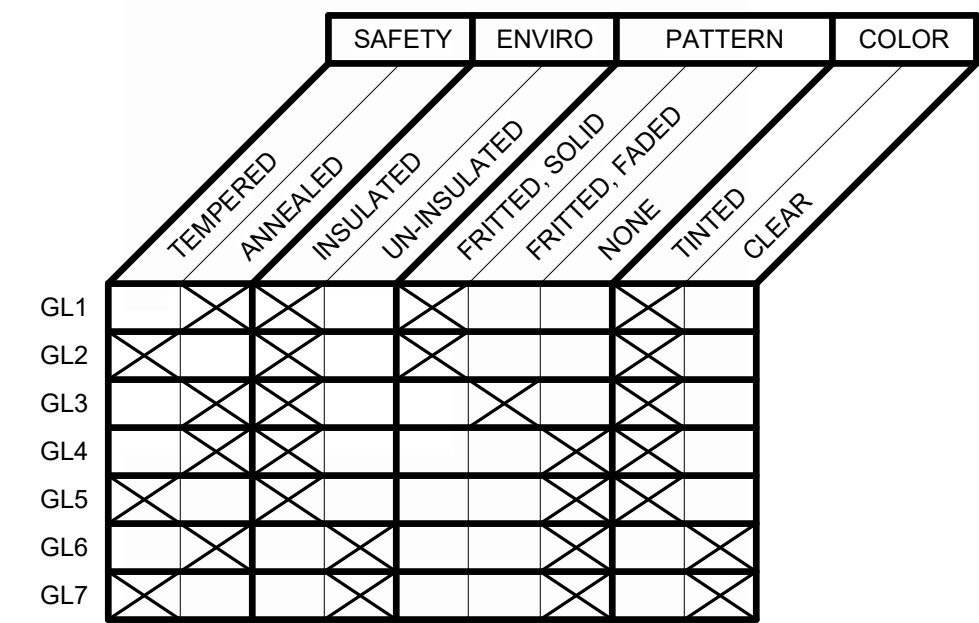 SAFETY ENVIRO PATTERN COLOR
TEMPERED
ANNEALED
INSULATED
UN-INSULATED
FRITTED, SOLID
FRITTED, FADED
NONE
TINTED
CLEAR
GL1
GL2
GL3
GL4
GL5
GL6
GL7